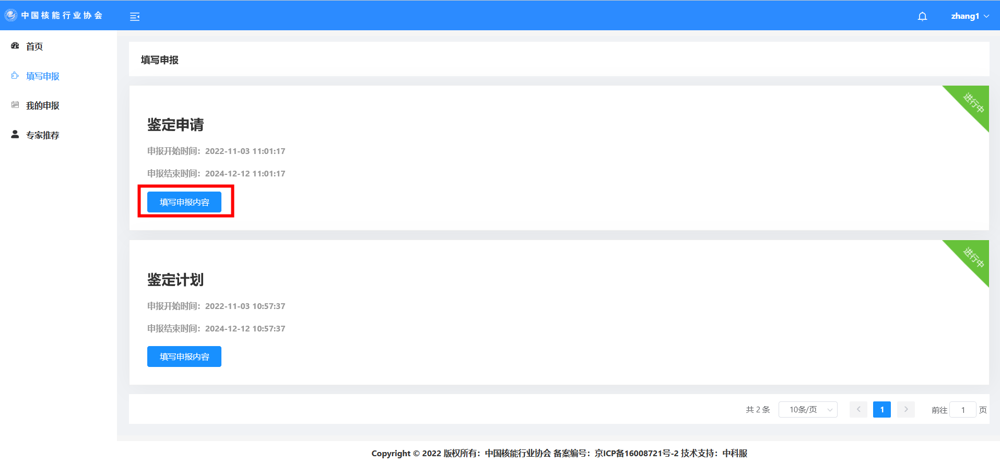 中国核能行业协会
zhang1
首页
填写申报
我的申报
专家推荐
填写申报
进行中
鉴定申请
申报开始时间：2022-11-03 11:01:17
申报结束时间：2024-12-12 11:01:17
填写申报内容
进行中
鉴定计划
申报开始时间：2022-11-03 10:57:37
申报结束时间：2024-12-12 10:57:37
填写申报内容
共 2 条 10条/页 1 前往 1 页
Copyright © 2022 版权所有：中国核能行业协会 备案编号：京ICP备16008721号-2 技术支持：中科服